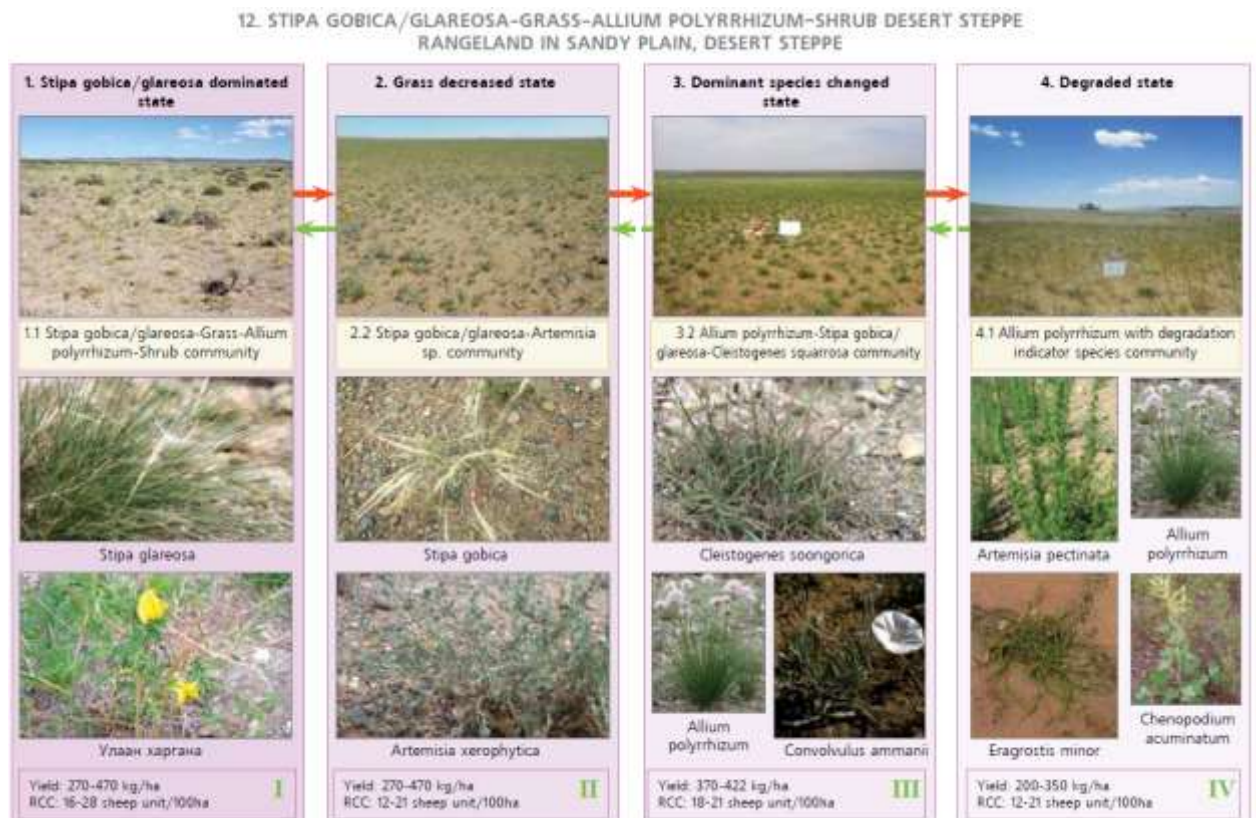 12. STIPA GOBICA/GLAREOSA-GRASS-ALLIUM POLYRRHIZUM-SHRUB DESERT STEPPE
RANGELAND IN SANDY PLAIN, DESERT STEPPE
1. Stipa gobica/glareosa dominated
state
1.1 Stipa gobica/glareosa-Grass-Allium
polyrrhizum-Shrub community
Stipa glareosa
Улаан харгана
Yield: 270-470 kg/ha
RCC: 16-28 sheep unit/100ha
I
2. Grass decreased state
2.2 Stipa gobica/glareosa-Artemisia
sp. community
Stipa gobica
Artemisia xerophytica
Yield: 270-470 kg/ha
RCC: 12-21 sheep unit/100ha
II
3. Dominant species changed
state
3.2 Allium polyrrhizum-Stipa gobica/
glareosa-Cleistogenes squarrosa community
Cleistogenes soongorica
Allium
polyrrhizum
Convolvulus ammanii
Yield: 370-422 kg/ha
RCC: 18-21 sheep unit/100ha
III
4. Degraded state
4.1 Allium polyrrhizum with degradation
indicator species community
Artemisia pectinata
Allium
polyrrhizum
Eragrostis minor
Chenopodium
acuminatum
Yield: 200-350 kg/ha
RCC: 12-21 sheep unit/100ha
IV